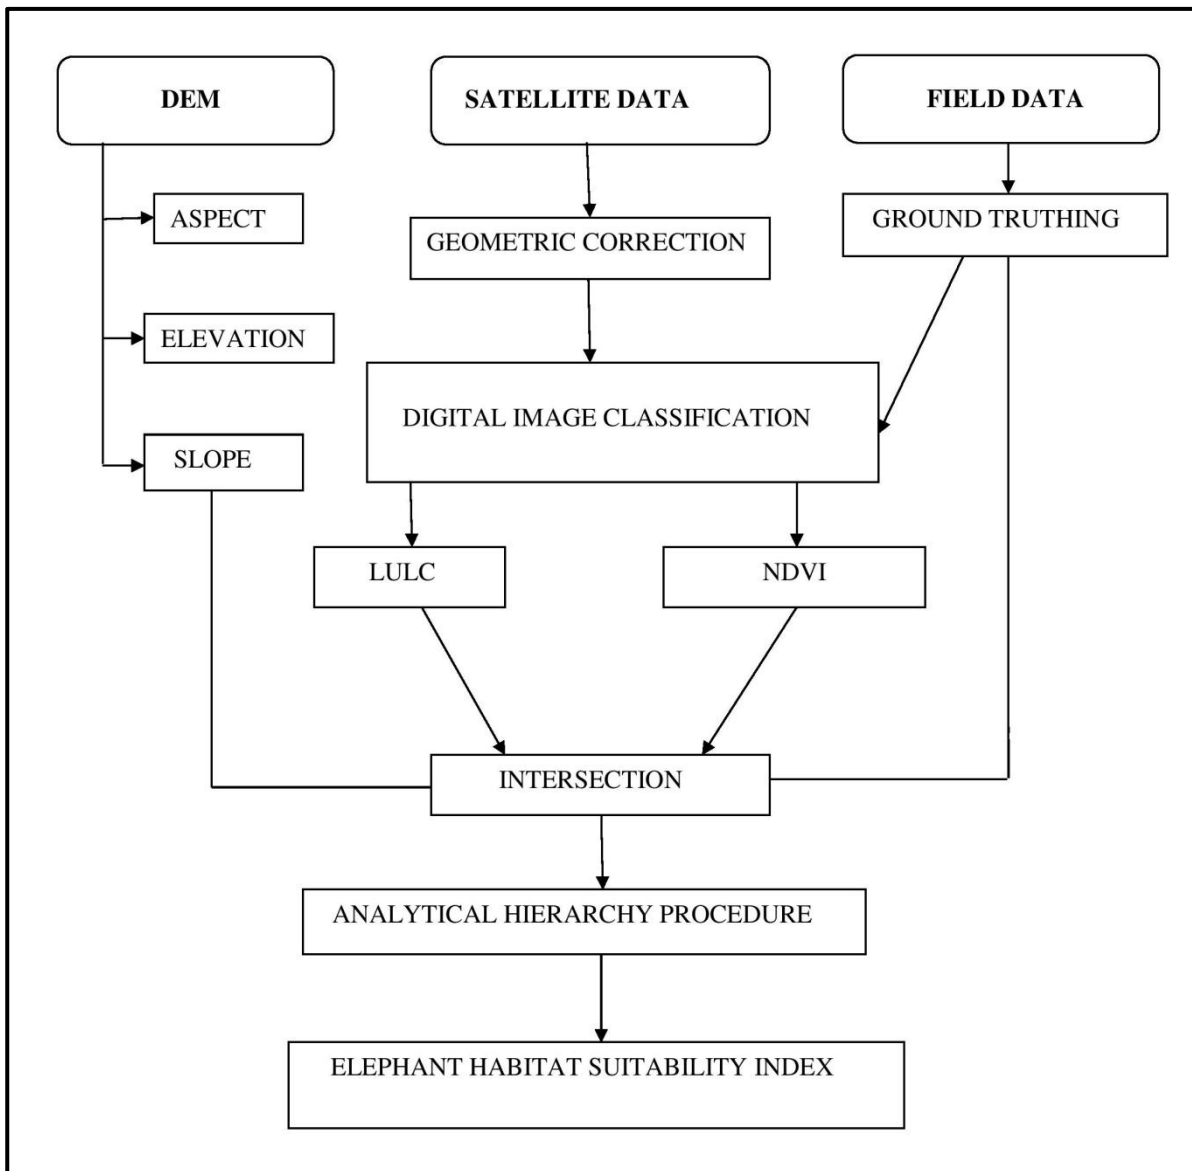 DEM
SATELLITE DATA
FIELD DATA
ASPECT
GEOMETRIC CORRECTION
GROUND TRUTHING
ELEVATION
DIGITAL IMAGE CLASSIFICATION
SLOPE
LULC
NDVI
INTERSECTION
ANALYTICAL HIERARCHY PROCEDURE
ELEPHANT HABITAT SUITABILITY INDEX